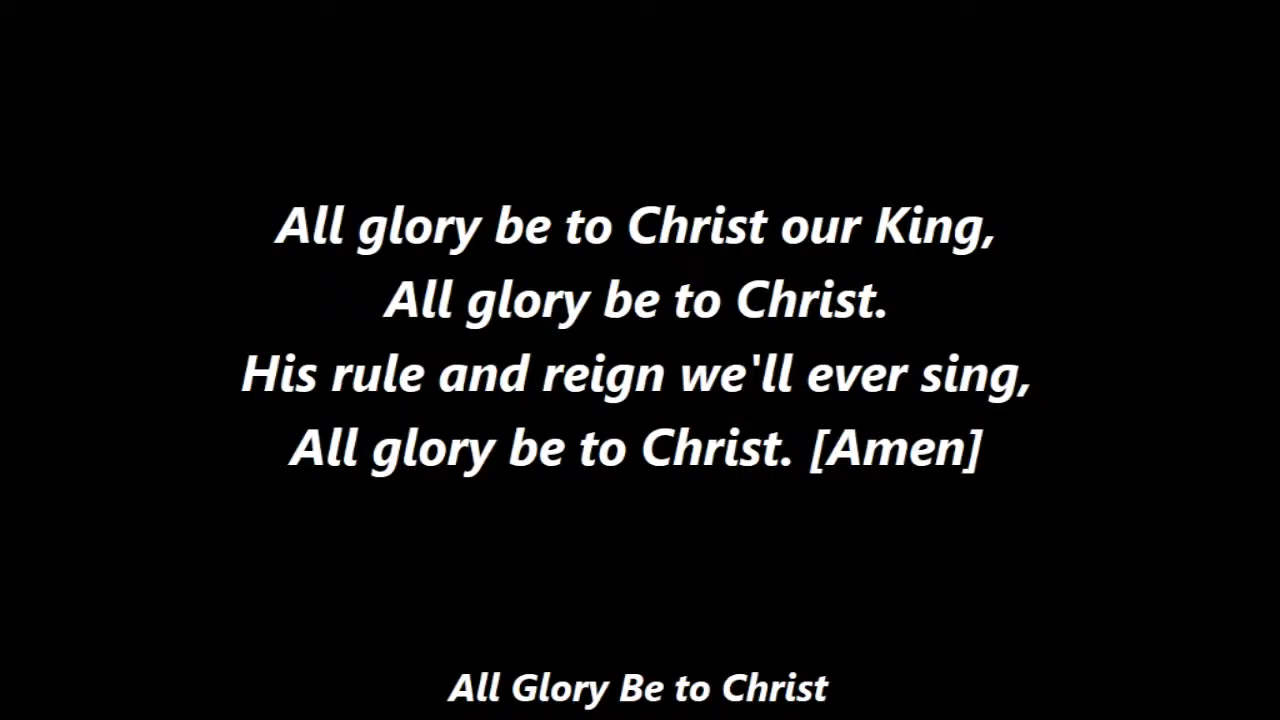 All glory be to Christ our King,
All glory be to Christ.
His rule and reign we'll ever sing,
All glory be to Christ. [Amen]
All Glory Be to Christ